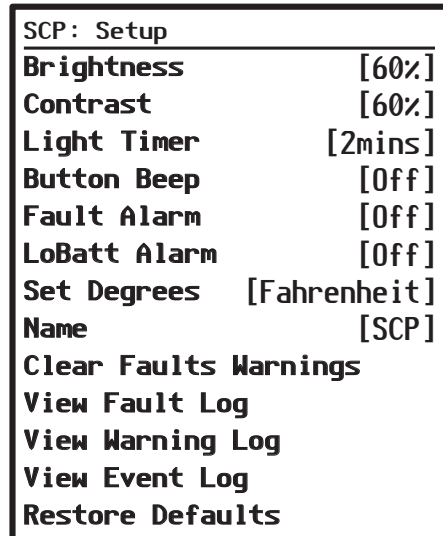 SCP: Setup
Brightness [60%]
Contrast [60%]
Light Timer [2mins]
Button Beep [Off]
Fault Alarm [Off]
LoBatt Alarm [Off]
Set Degrees [Fahrenheit]
Name [SCP]
Clear Faults Warnings
View Fault Log
View Warning Log
View Event Log
Restore Defaults